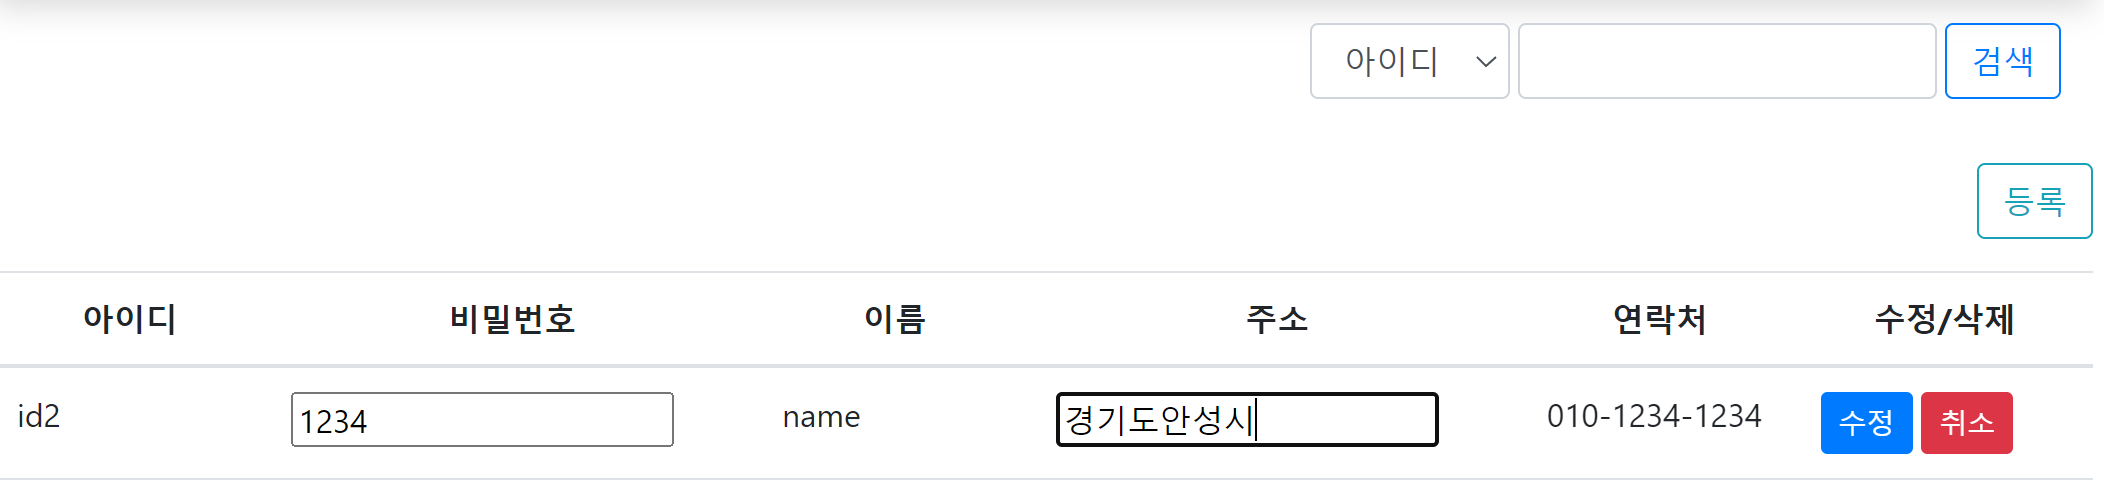 아이디 검색
등록
아이디 비밀번호 이름 주소 연락처 수정/삭제
id2 1234 name 경기도안성시 010-1234-1234 수정 취소